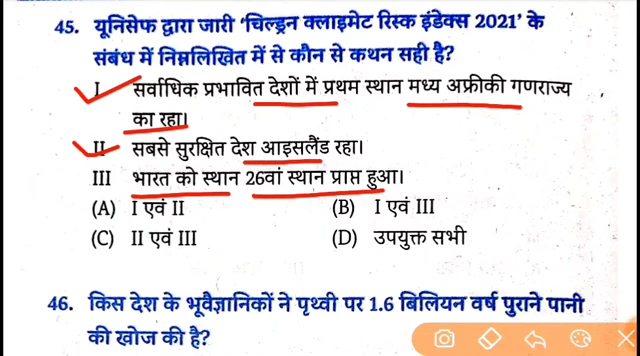 45. यूनिसेफ द्वारा जारी ‘चिल्ड्रन क्लाइमेट रिस्क इंडेक्स 2021’ के
संबंध में निम्नलिखित में से कौन से कथन सही है?
I सर्वाधिक प्रभावित देशों में प्रथम स्थान मध्य अफ्रीकी गणराज्य
का रहा।
II सबसे सुरक्षित देश आइसलैंड रहा।
III भारत को स्थान 26वां स्थान प्राप्त हुआ।
(A) I एवं II (B) I एवं III
(C) II एवं III (D) उपयुक्त सभी
46. किस देश के भूवैज्ञानिकों ने पृथ्वी पर 1.6 बिलियन वर्ष पुराने पानी
की खोज की है?